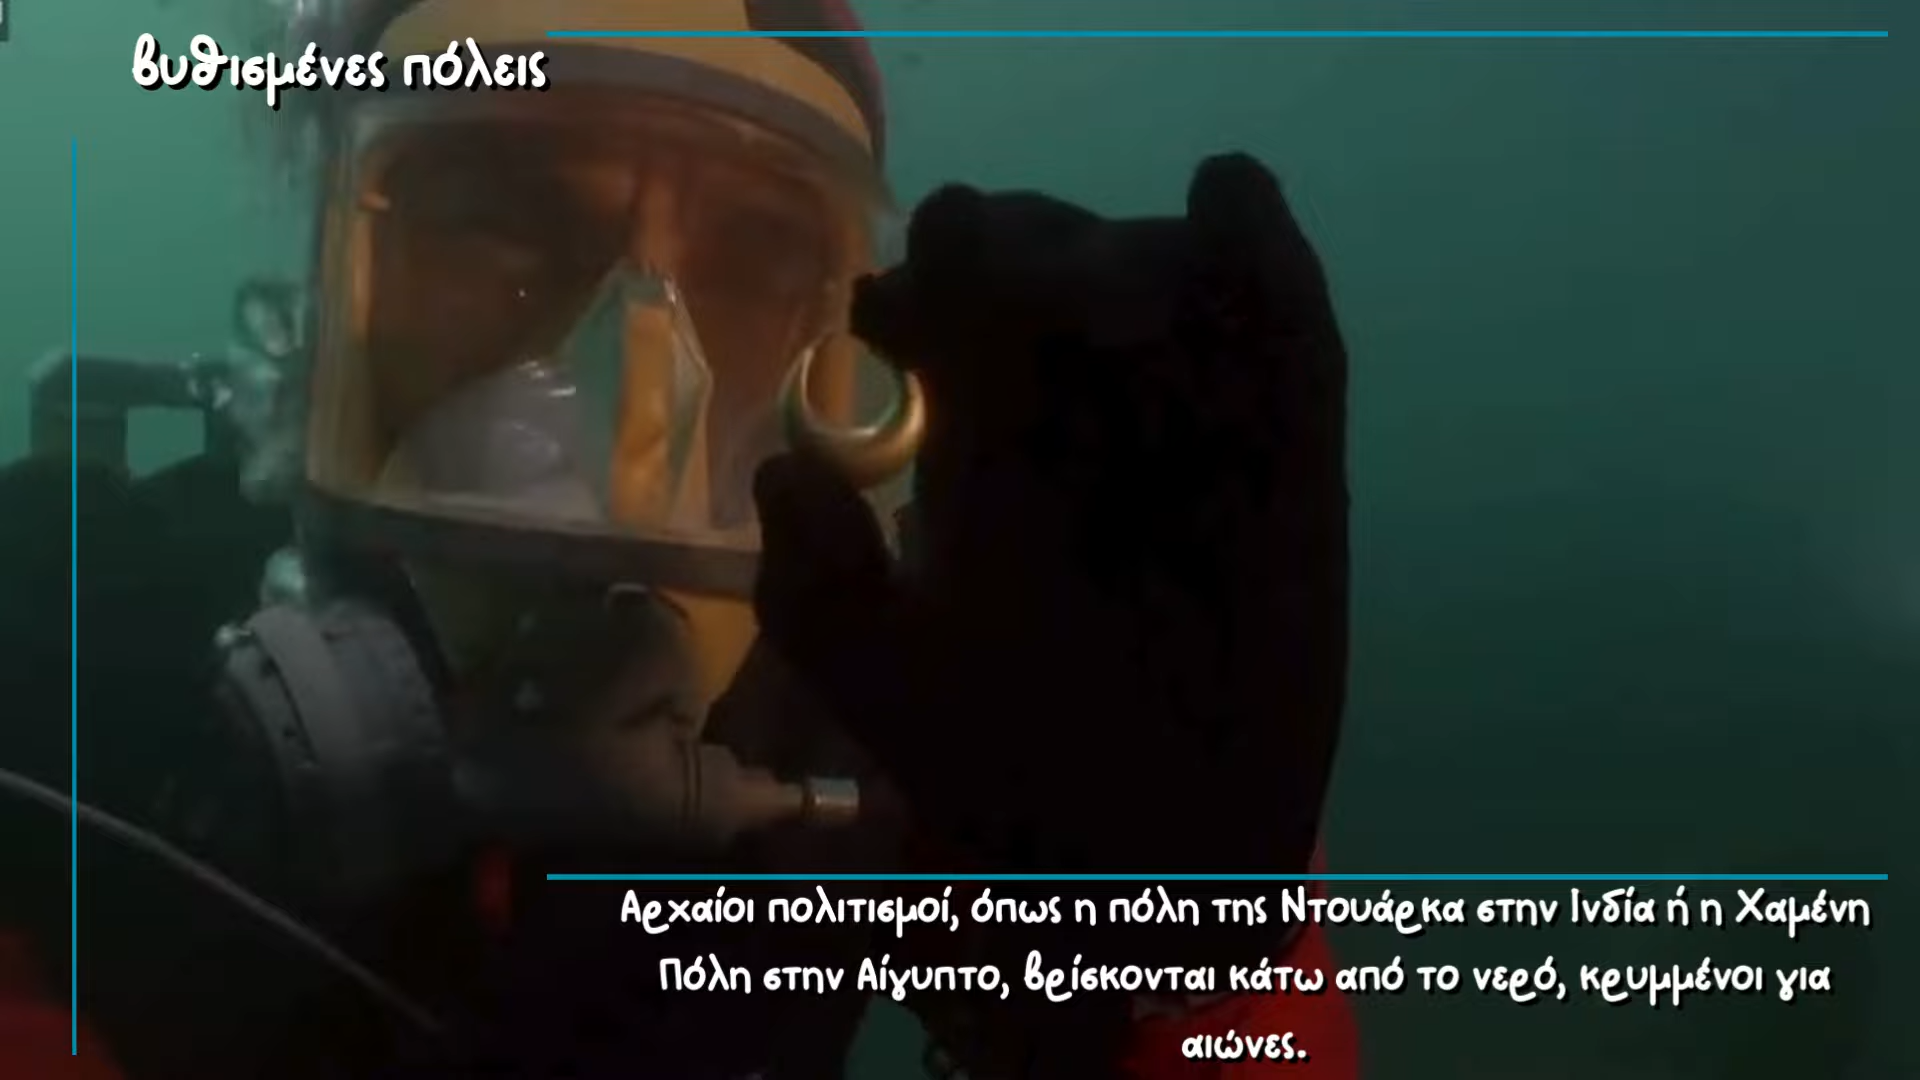 βυθισμένες πόλεις
Αρχαίοι πολιτισμοί, όπως η πόλη της Ντουάρκα στην Ινδία ή η Χαμένη
Πόλη στην Αίγυπτο, βρίσκονται κάτω από το νερό, κρυμμένοι για
αιώνες.